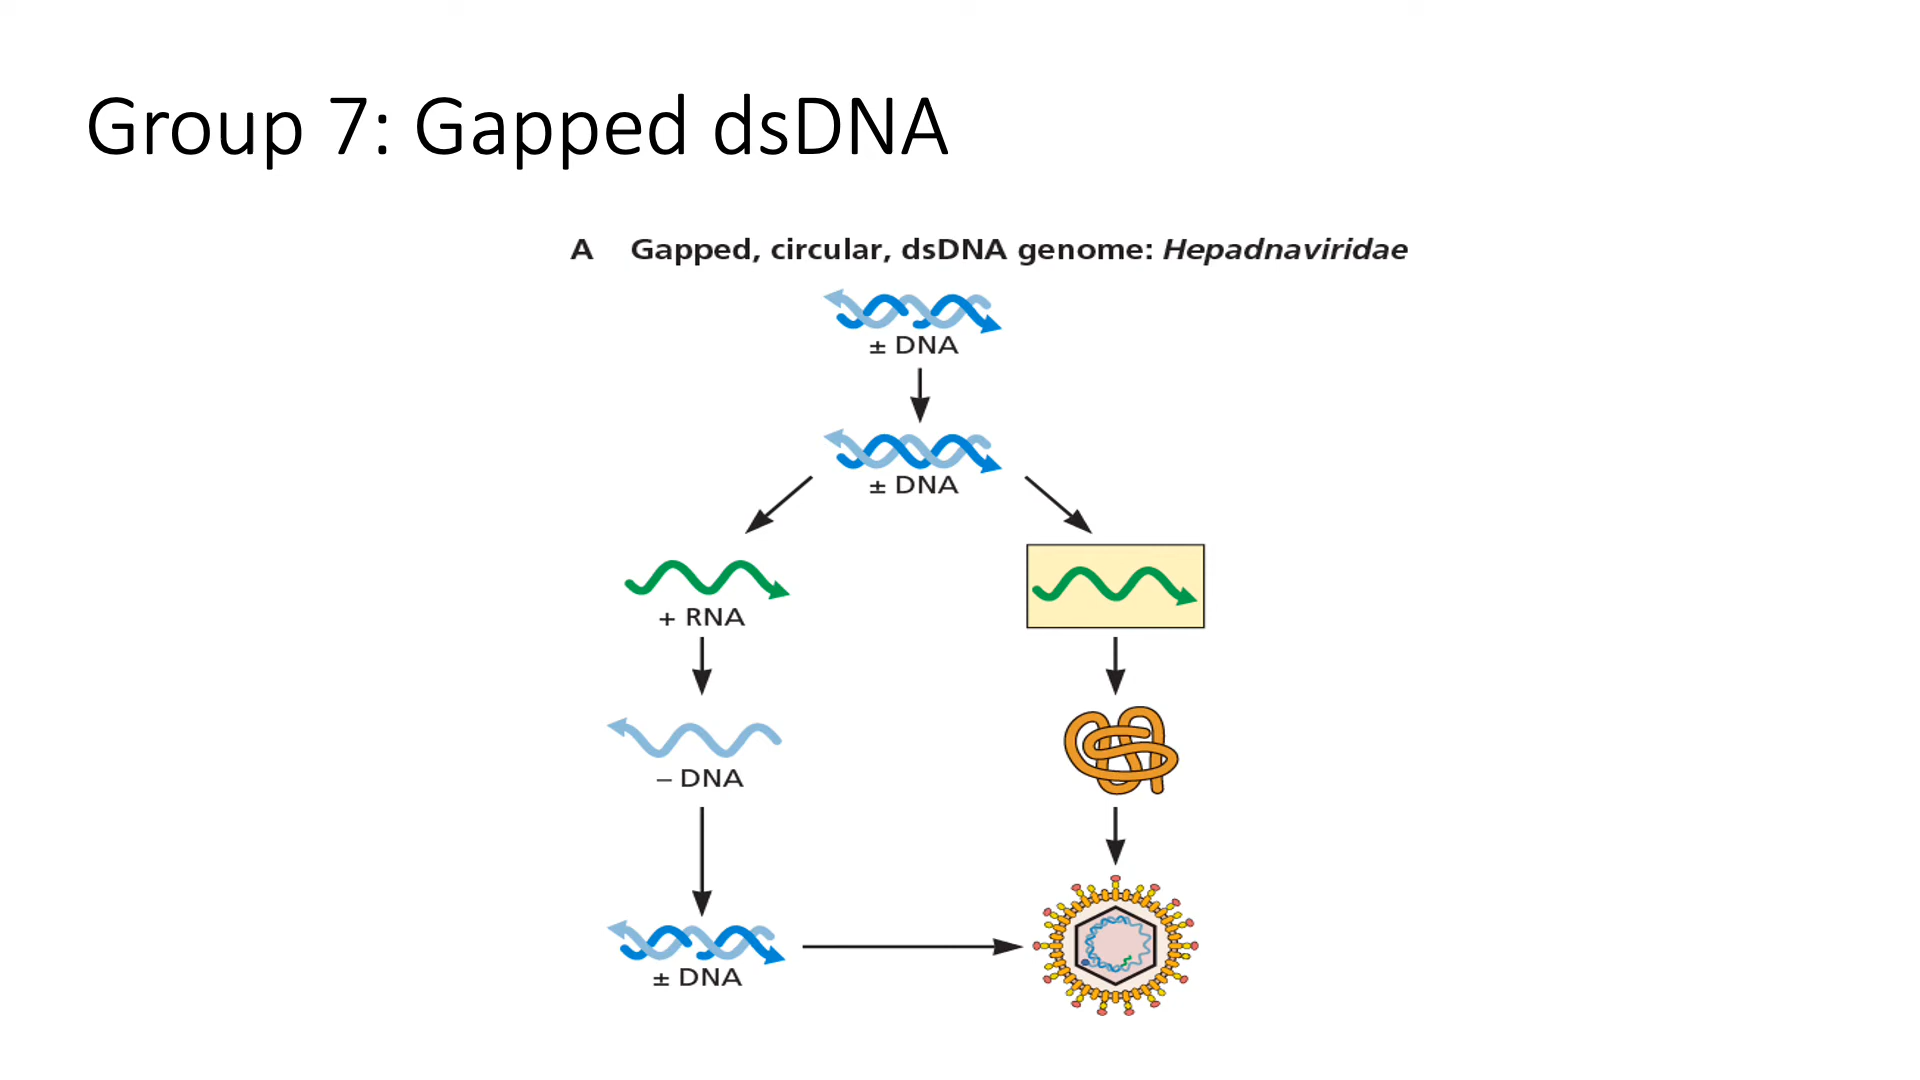 Group 7: Gapped dsDNA
A Gapped, circular, dsDNA genome: Hepadnaviridae
± DNA
± DNA
+ RNA
– DNA
± DNA